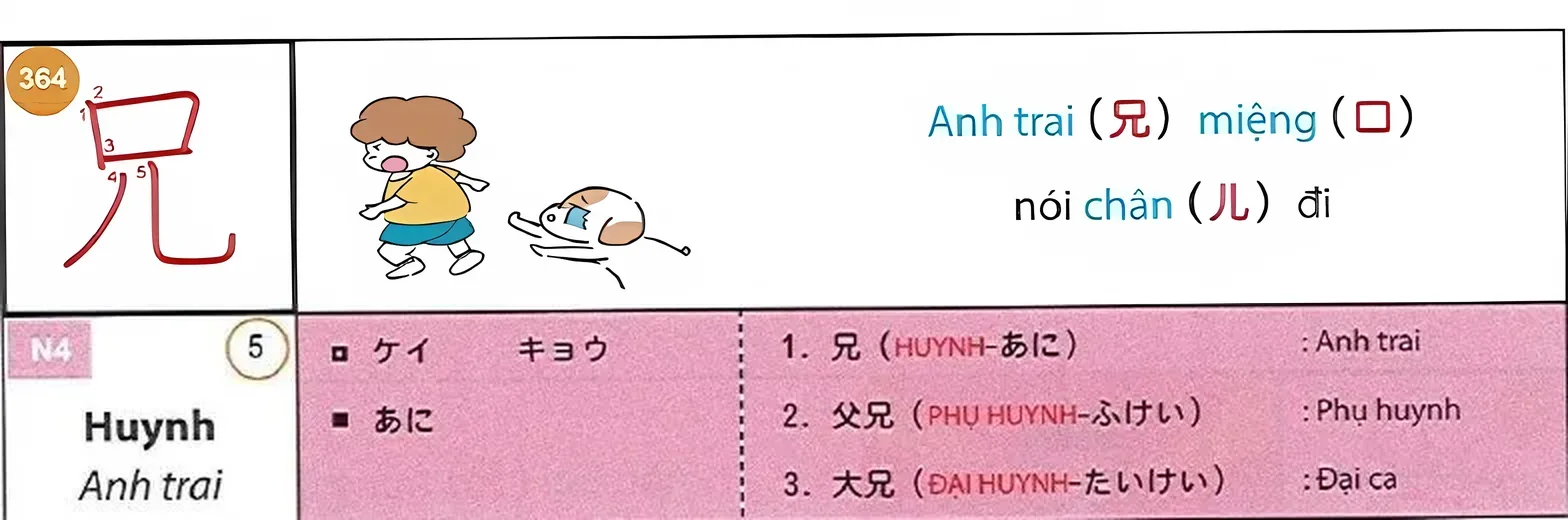 364
兄
1
2
3
4
5
Anh trai (兄) miệng (口)
nói chân (儿) đi
N4
5
Huynh
Anh trai
ケイ キョウ
あに
1. 兄 (HUYNH-あに) : Anh trai
2. 父兄 (PHỤ HUYNH-ふけい) : Phụ huynh
3. 大兄 (ĐẠI HUYNH-たいけい) : Đại ca